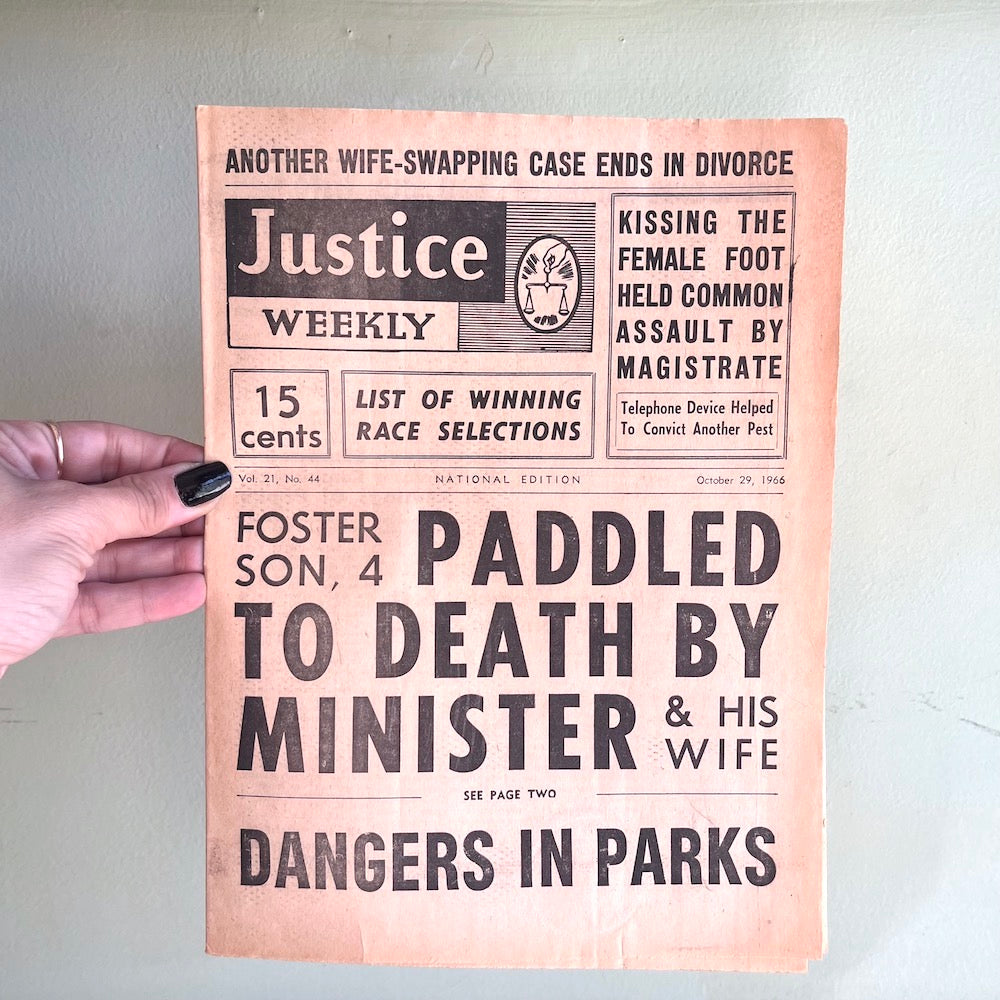 ANOTHER WIFE-SWAPPING CASE ENDS IN DIVORCE
Justice
WEEKLY
KISSING THE
FEMALE FOOT
HELD COMMON
ASSAULT BY
MAGISTRATE
Telephone Device Helped
To Convict Another Pest
15
cents
LIST OF WINNING
RACE SELECTIONS
Vol. 21, No. 44 NATIONAL EDITION October 29, 1966
FOSTER
SON, 4 PADDLED
TO DEATH BY
MINISTER & HIS
WIFE
SEE PAGE TWO
DANGERS IN PARKS